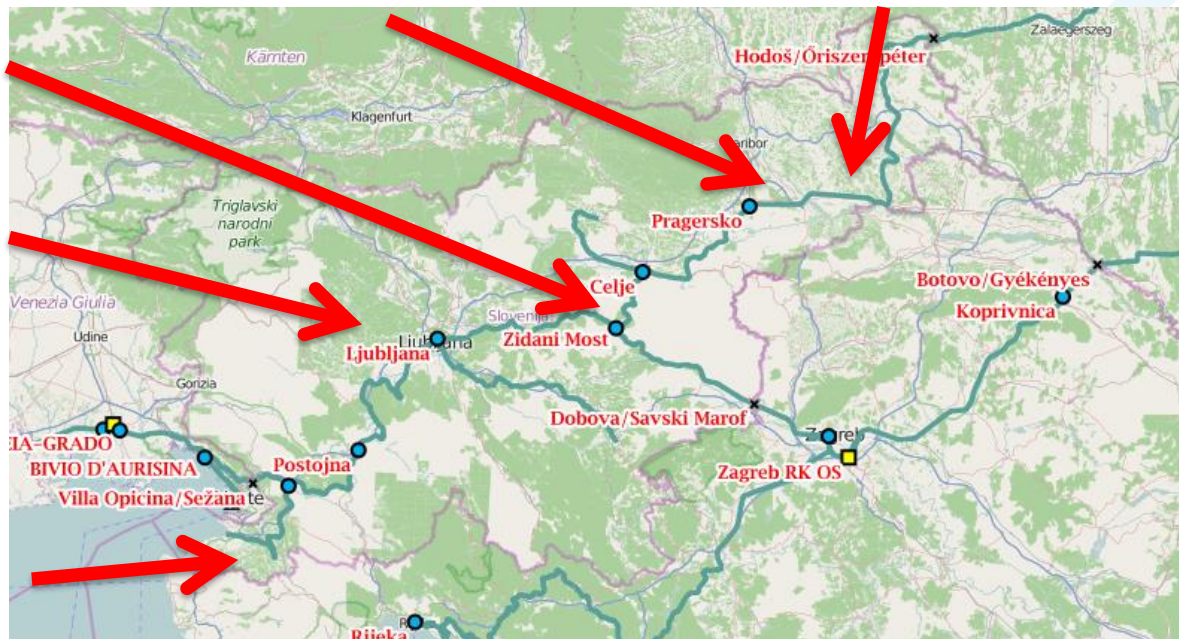 Zalaegerszeg
Hodoš/Őriszentpéter
Kärnten
Klagenfurt
aribor
Triglavski
narodni
park
Pragersko
Celje
Botovo/Gyékényes
Koprivnica
Venezia Giulia
Slovenija
Udine
Ljubljana
Ljubljana
Zidani Most
Gorizia
Dobova/Savski Marof
Zagreb
EIA-GRADO
BIVIO D'AURISINA
Postojna
Zagreb RK OS
Villa Opicina/Sežana
te
Rijeka